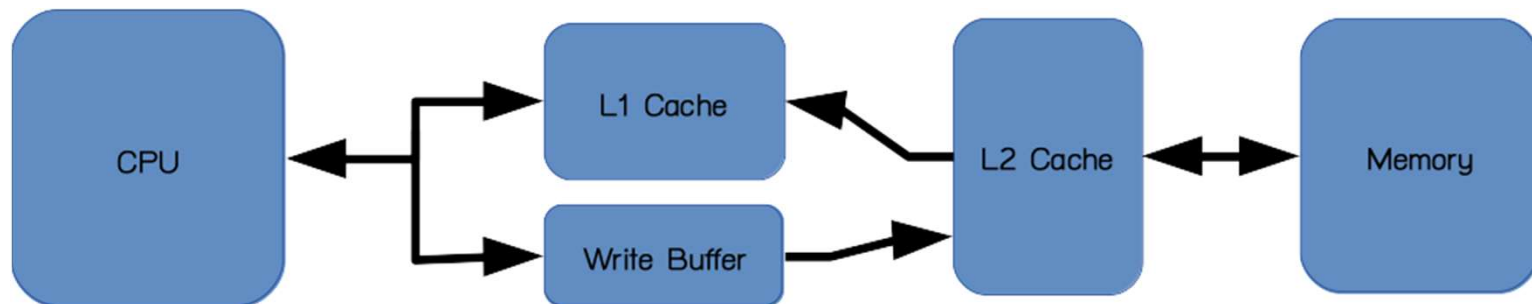 CPU
L1 Cache
Write Buffer
L2 Cache
Memory